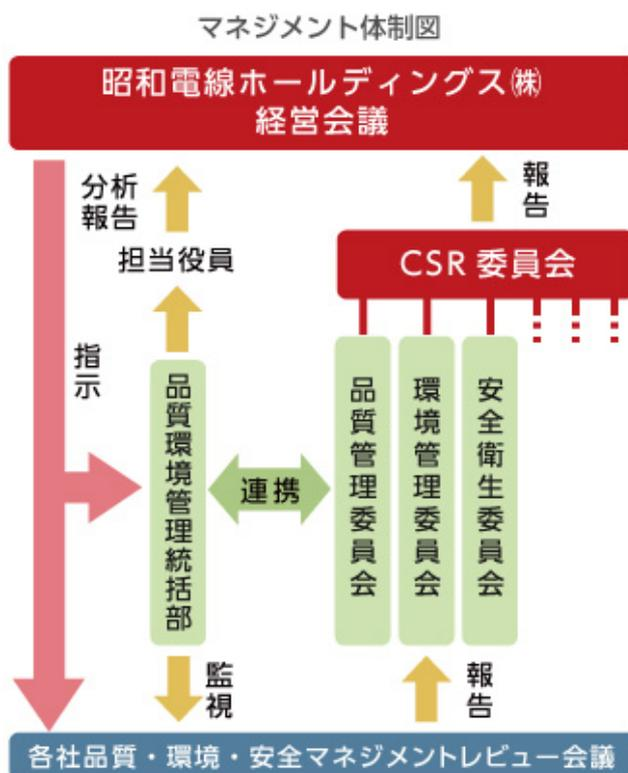 マネジメント体制図
昭和電線ホールディングス㈱
経営会議
分析
報告
報告
担当役員
CSR 委員会
指示
品質環境管理統括部
連携
品質管理委員会
環境管理委員会
安全衛生委員会
監視
報告
各社品質・環境・安全マネジメントレビュー会議